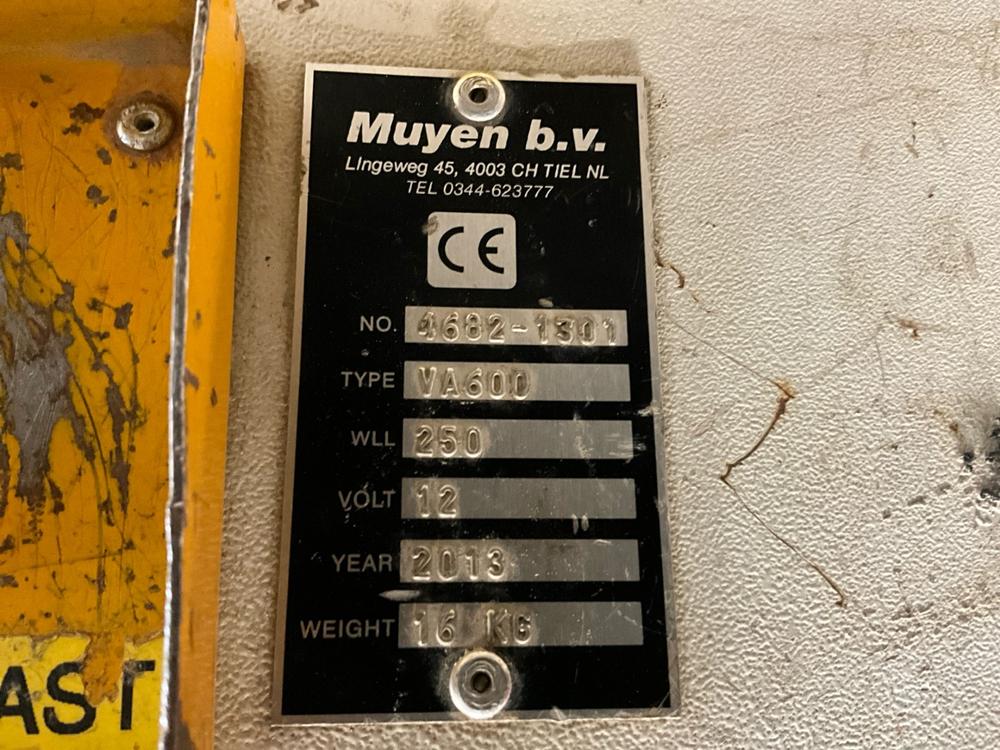 Muyen b.v.
Lingeweg 45, 4003 CH TIEL NL
TEL 0344-623777
CE
NO. 4682-1301
TYPE VA600
WLL 250
VOLT 12
YEAR 2013
WEIGHT 16 KG
AST